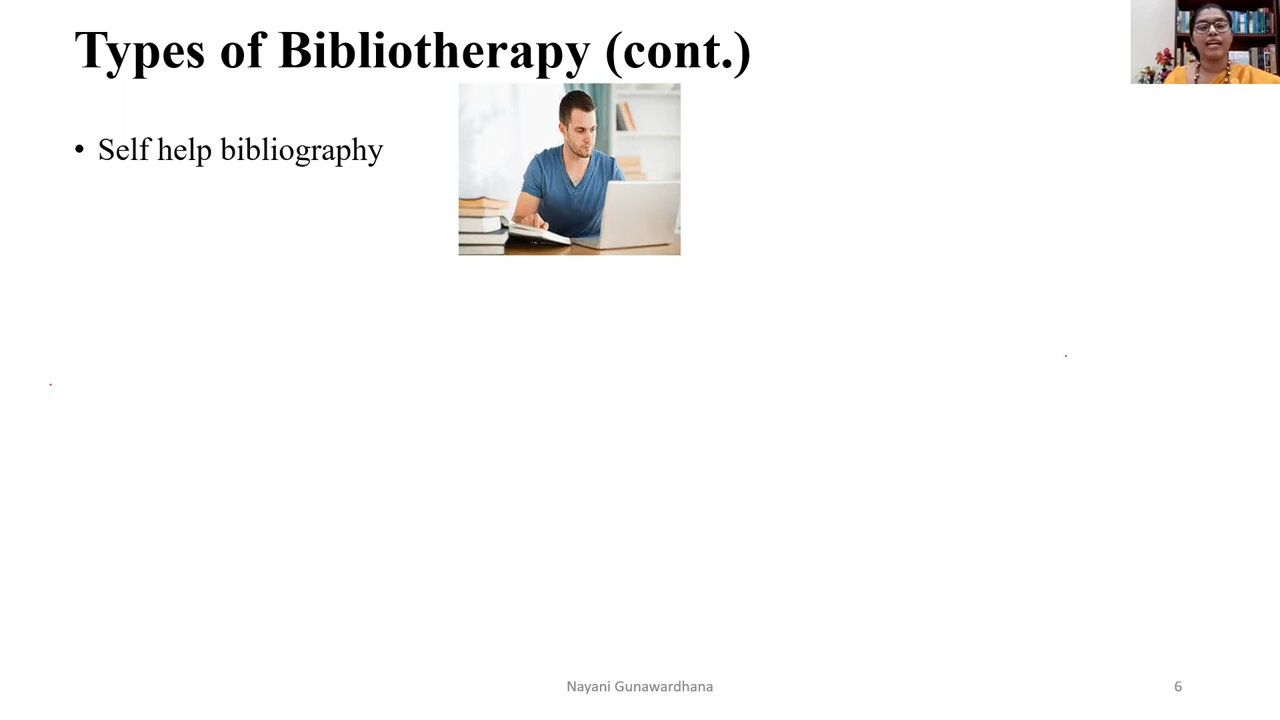 Types of Bibliotherapy (cont.)
• Self help bibliography
Nayani Gunawardhana
6